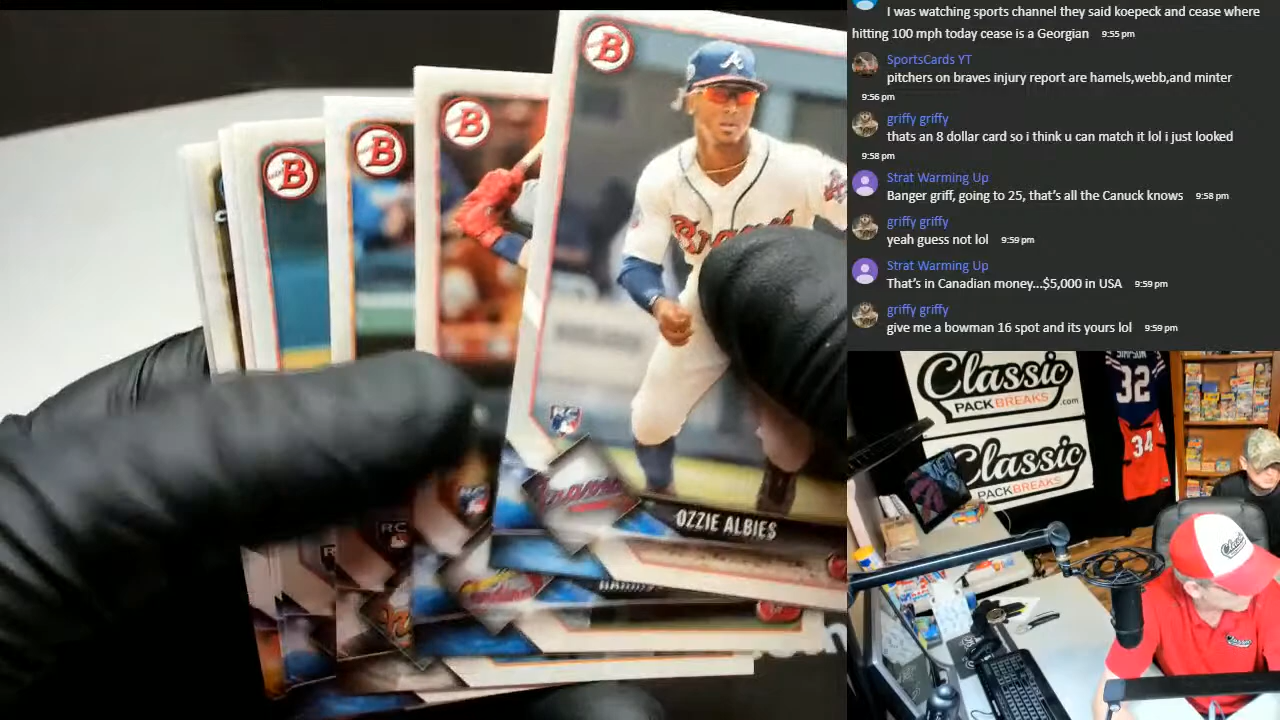 I was watching sports channel they said koepeck and cease where
hitting 100 mph today cease is a Georgian 9:55 pm
SportsCards YT
pitchers on braves injury report are hamels,webb,and minter
9:56 pm
griffy griffy
thats an 8 dollar card so i think u can match it lol i just looked
9:58 pm
Strat Warming Up
Banger griff, going to 25, that's all the Canuck knows 9:58 pm
griffy griffy
yeah guess not lol 9:59 pm
Strat Warming Up
That's in Canadian money...$5,000 in USA 9:59 pm
griffy griffy
give me a bowman 16 spot and its yours lol 9:59 pm
B
B
B
B
A
Braves
RC
OZZIE ALBIES
Classic
PACK BREAKS .com
Classic
PACK BREAKS
SIMPSON
32
34